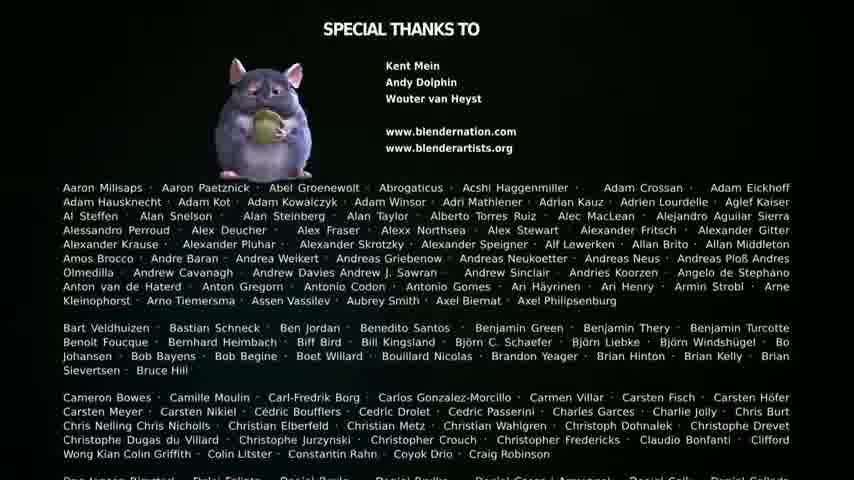 SPECIAL THANKS TO
Kent Mein
Andy Dolphin
Wouter van Heyst
www.blendernation.com
www.blenderartists.org
Aaron Millsaps · Aaron Paetznick · Abel Groenewolt · Abrogaticus · Acshi Haggenmiller · Adam Crossan · Adam Eickhoff
Adam Hausknecht · Adam Kot · Adam Kowalczyk · Adam Winsor · Adri Mathlener · Adrian Kauz · Adrien Lourdelle · Aglef Kaiser
Al Steffen · Alan Snelson · Alan Steinberg · Alan Taylor · Alberto Torres Ruiz · Alec MacLean · Alejandro Aguilar Sierra
Alessandro Perroud · Alex Deucher · Alex Fraser · Alexx Northsea · Alex Stewart · Alexander Fritsch · Alexander Gitter
Alexander Krause · Alexander Pluhar · Alexander Skrotzky · Alexander Speigner · Alf Lewerken · Allan Brito · Allan Middleton
Amos Brocco · Andre Baran · Andrea Weikert · Andreas Griebenow · Andreas Neukoetter · Andreas Neus · Andreas Ploß Andres
Olmedilla · Andrew Cavanagh · Andrew Davies Andrew J. Sawran · Andrew Sinclair · Andries Koorzen · Angelo de Stephano
Anton van de Haterd · Anton Gregorn · Antonio Codon · Antonio Gomes · Ari Häyrinen · Ari Henry · Armin Strobl · Arne
Kleinophorst · Arno Tiemersma · Assen Vassilev · Aubrey Smith · Axel Biernat · Axel Philipsenburg
Bart Veldhuizen · Bastian Schneck · Ben Jordan · Benedito Santos · Benjamin Green · Benjamin Thery · Benjamin Turcotte
Benoit Foucque · Bernhard Heimbach · Biff Bird · Bill Kingsland · Björn C. Schaefer · Björn Liebke · Björn Windshügel · Bo
Johansen · Bob Bayens · Bob Begine · Boet Willard · Bouillard Nicolas · Brandon Yeager · Brian Hinton · Brian Kelly · Brian
Sievertsen · Bruce Hill
Cameron Bowes · Camille Moulin · Carl-Fredrik Borg · Carlos Gonzalez-Morcillo · Carmen Villar · Carsten Fisch · Carsten Höfer
Carsten Meyer · Carsten Nikiel · Cédric Boufflers · Cedric Drolet · Cedric Passerini · Charles Garces · Charlie Jolly · Chris Burt
Chris Nelling Chris Nicholls · Christian Elberfeld · Christian Metz · Christian Wahlgren · Christoph Dohnalek · Christophe Drevet
Christophe Dugas du Villard · Christophe Jurzynski · Christopher Crouch · Christopher Fredericks · Claudio Bonfanti · Clifford
Wong Kian Colin Griffith · Colin Litster · Constantin Rahn · Coyok Drio · Craig Robinson